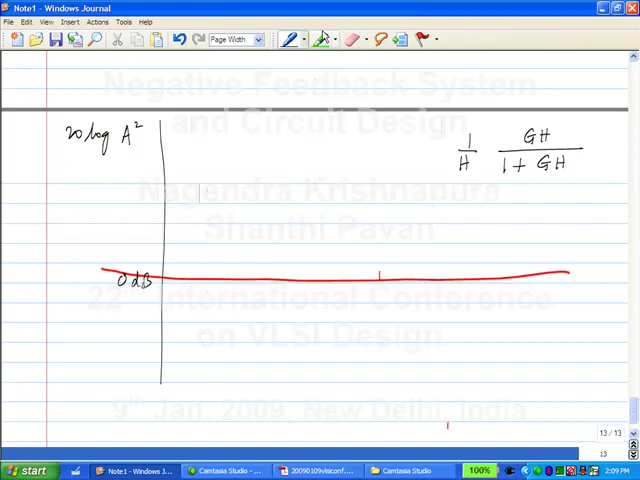 Note1 - Windows Journal
File Edit View Insert Actions Tools Help
Page Width
Negative Feedback System
and Circuit Design
20 log A²
1/H GH/(1 + GH)
Nagendra Krishnapura
Shanthi Pavan
0 dB
22 International Conference
on VLSI Design
9th Jan, 2009, New Delhi, India
13 / 13
13
start
Note1 - Windows J...
Camtasia Studio - ...
20090109vlsiconf...
Camtasia Studio
100%
2:09 PM